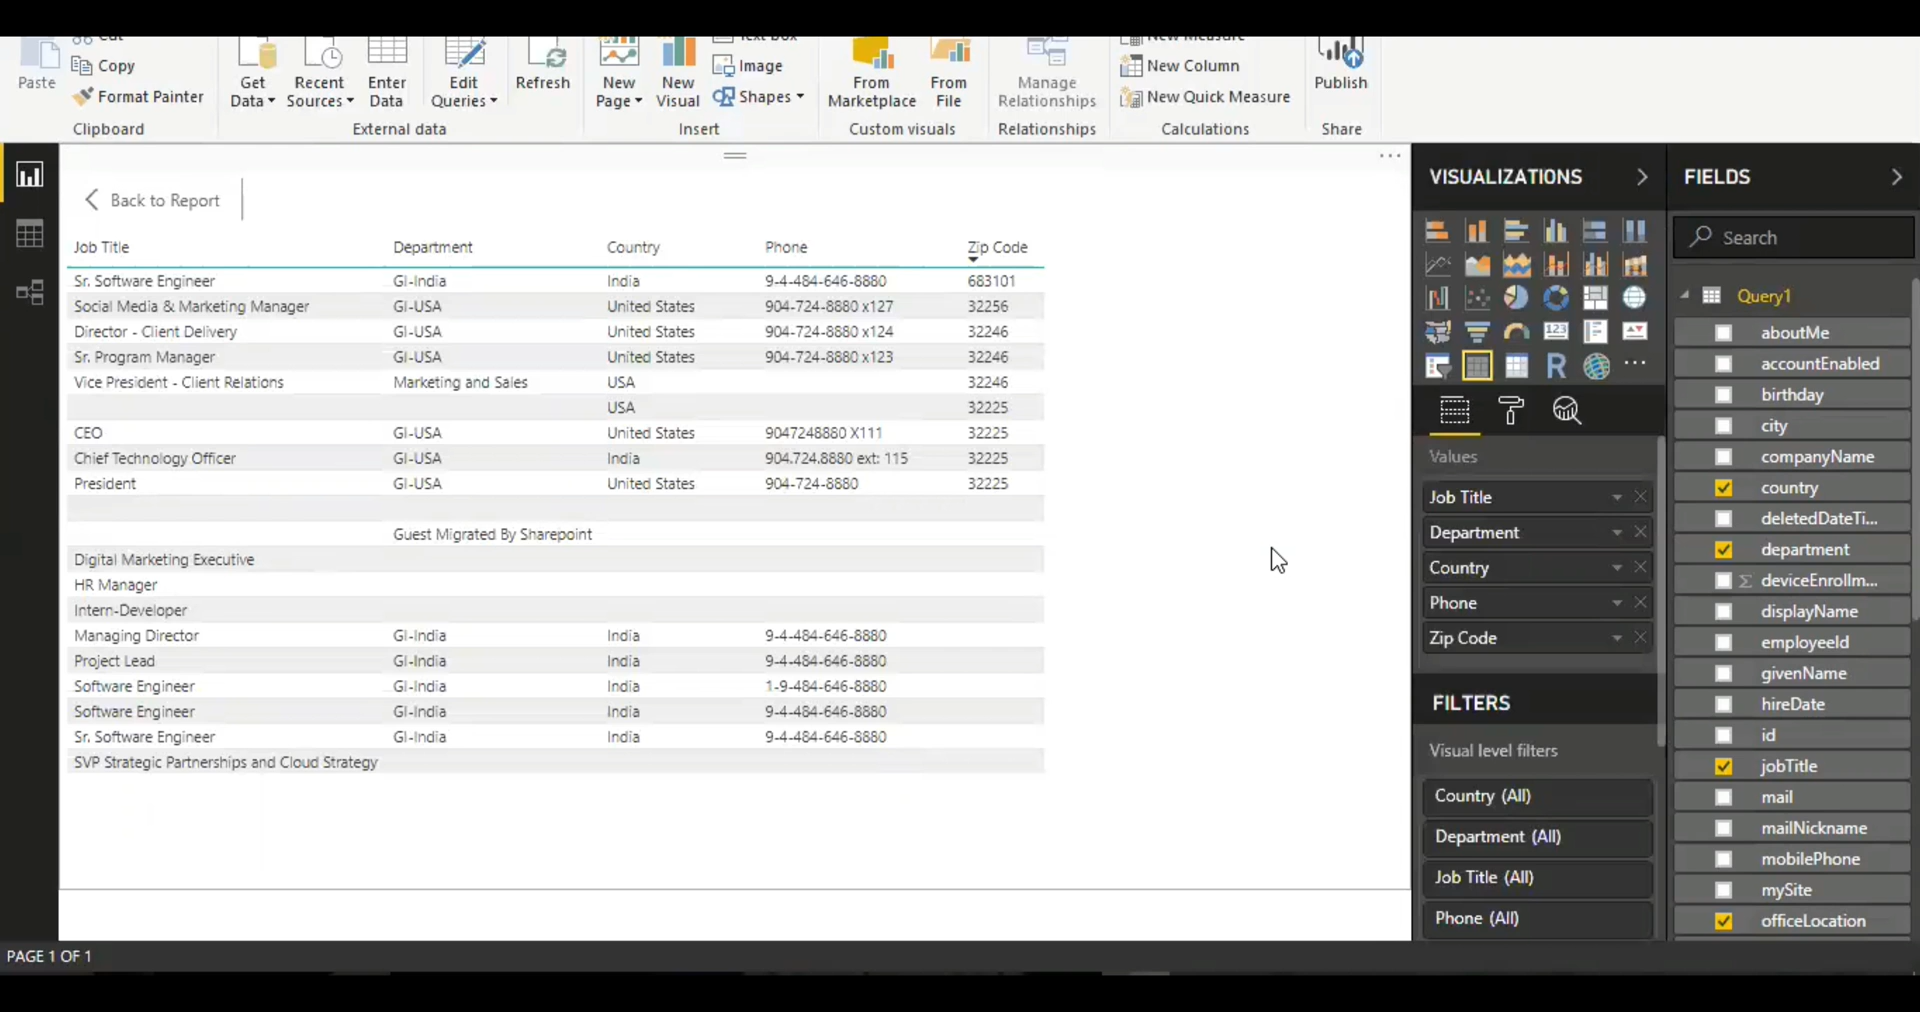 Cut
Text Box
New Measure
Paste
Copy
Format Painter
Clipboard
Get Data
Recent Sources
Enter Data
Edit Queries
Refresh
External data
New Page
New Visual
Image
Shapes
Insert
From Marketplace
From File
Custom visuals
Manage Relationships
Relationships
New Column
New Quick Measure
Calculations
Publish
Share
Back to Report
Job Title Department Country Phone Zip Code
Sr. Software Engineer GI-India India 9-4-484-646-8880 683101
Social Media & Marketing Manager GI-USA United States 904-724-8880 x127 32256
Director - Client Delivery GI-USA United States 904-724-8880 x124 32246
Sr. Program Manager GI-USA United States 904-724-8880 x123 32246
Vice President - Client Relations Marketing and Sales USA 32246
USA 32225
CEO GI-USA United States 9047248880 X111 32225
Chief Technology Officer GI-USA India 904.724.8880 ext: 115 32225
President GI-USA United States 904-724-8880 32225
Guest Migrated By Sharepoint
Digital Marketing Executive
HR Manager
Intern-Developer
Managing Director GI-India India 9-4-484-646-8880
Project Lead GI-India India 9-4-484-646-8880
Software Engineer GI-India India 1-9-484-646-8880
Software Engineer GI-India India 9-4-484-646-8880
Sr. Software Engineer GI-India India 9-4-484-646-8880
SVP Strategic Partnerships and Cloud Strategy
VISUALIZATIONS
123
R
Values
Job Title
Department
Country
Phone
Zip Code
FILTERS
Visual level filters
Country (All)
Department (All)
Job Title (All)
Phone (All)
FIELDS
Search
Query1
aboutMe
accountEnabled
birthday
city
companyName
country
deletedDateTi...
department
Σ deviceEnrollm...
displayName
employeeId
givenName
hireDate
id
jobTitle
mail
mailNickname
mobilePhone
mySite
officeLocation
PAGE 1 OF 1